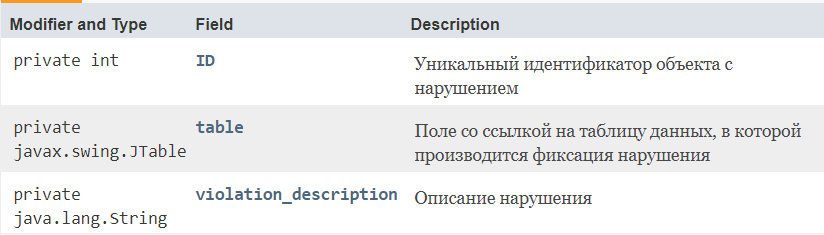 Modifier and Type Field Description
private int ID Уникальный идентификатор объекта с
нарушением
private table Поле со ссылкой на таблицу данных, в которой
javax.swing.JTable производится фиксация нарушения
private violation_description Описание нарушения
java.lang.String